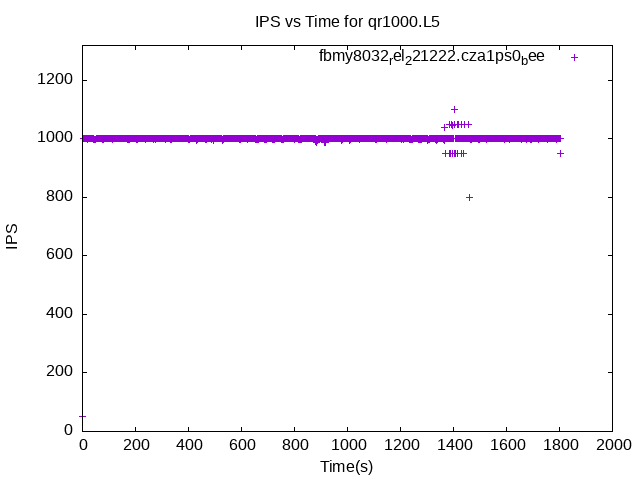 IPS vs Time for qr1000.L5
fbmy8032rel221222.cza1ps0bee
1200
1000
800
600
400
200
0
IPS
0 200 400 600 800 1000 1200 1400 1600 1800 2000
Time(s)